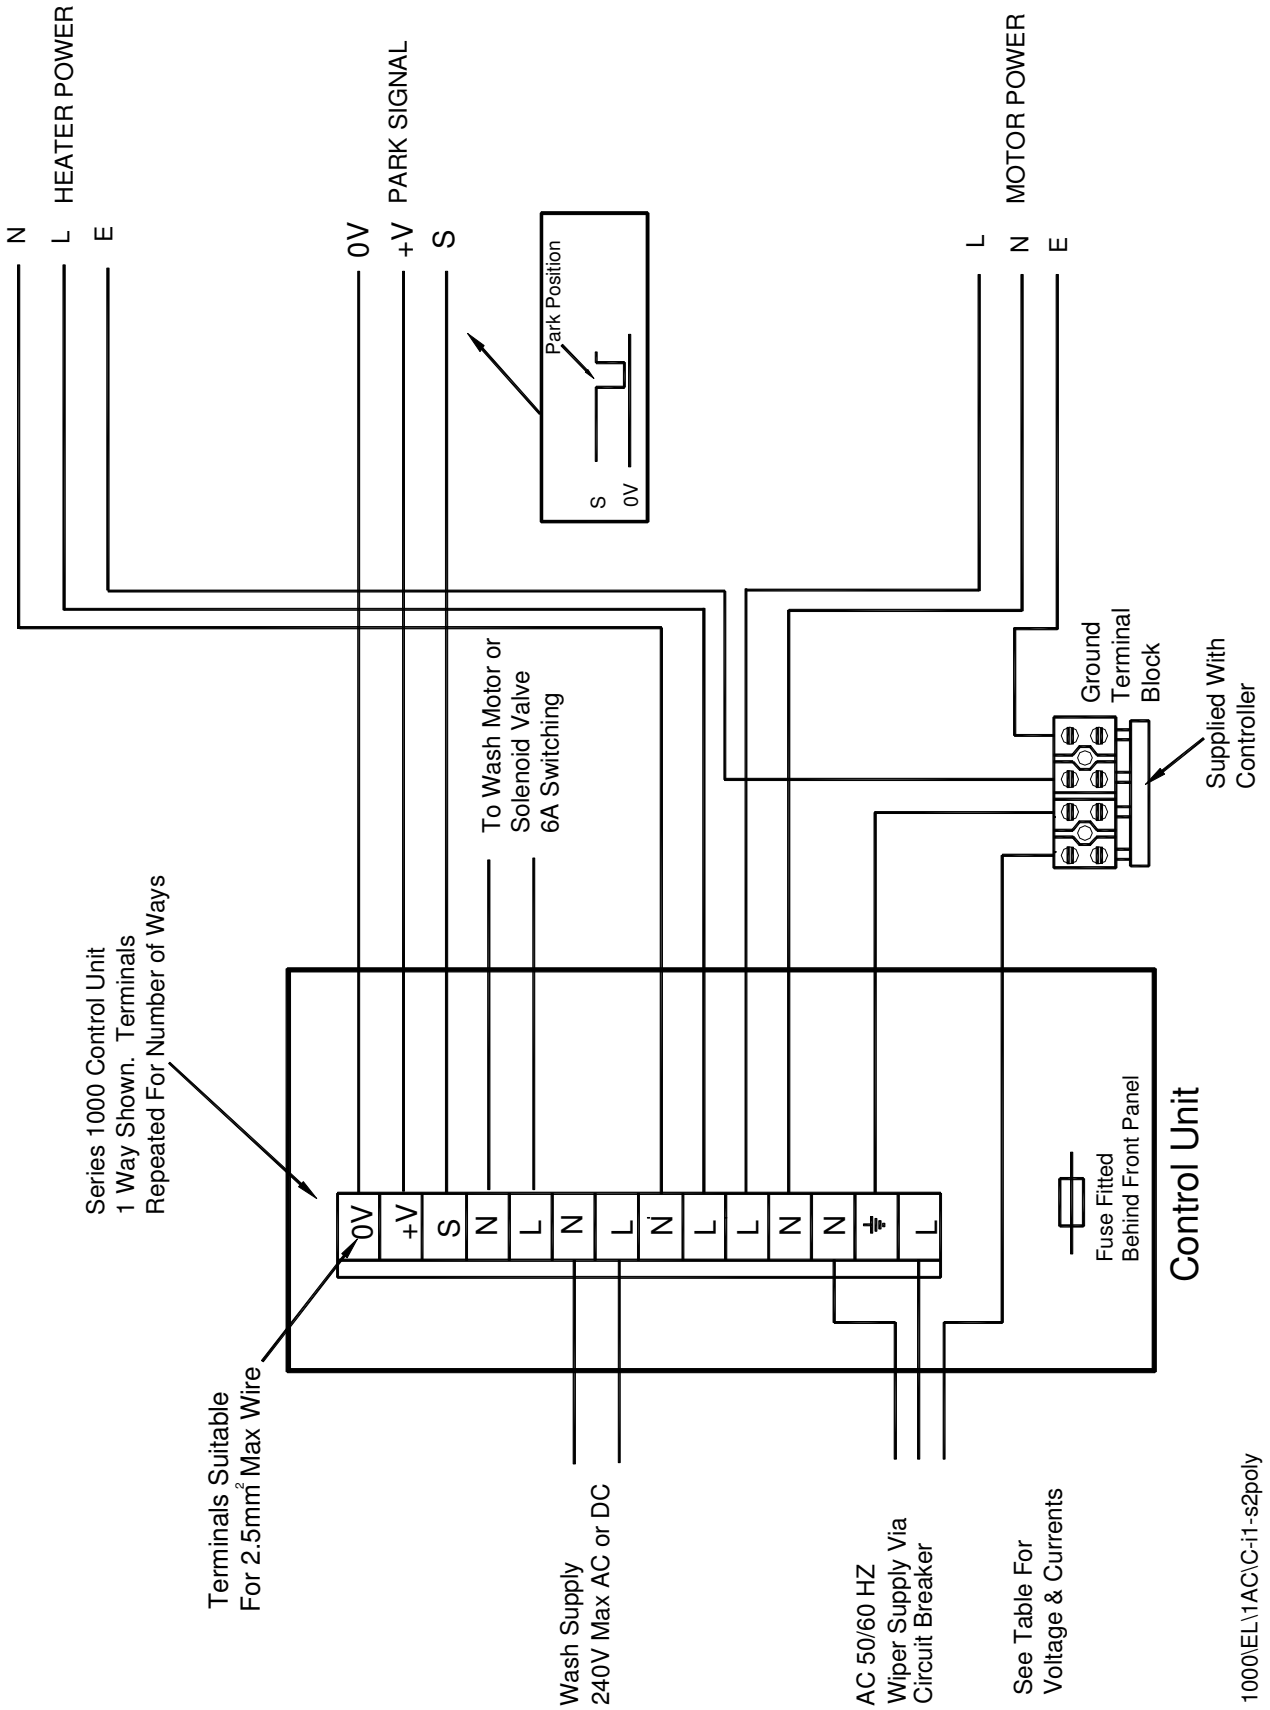 Series 1000 Control Unit
1 Way Shown. Terminals
Repeated For Number of Ways
Terminals Suitable
For 2.5mm² Max Wire
N
L
E
HEATER POWER
0V
+V
S
PARK SIGNAL
Park Position
S
0V
To Wash Motor or
Solenoid Valve
6A Switching
0V
+V
S
N
L
N
L
N
L
L
N
N
L
Wash Supply
240V Max AC or DC
AC 50/60 HZ
Wiper Supply Via
Circuit Breaker
See Table For
Voltage & Currents
L
N
E
MOTOR POWER
Ground
Terminal
Block
Supplied With
Controller
Fuse Fitted
Behind Front Panel
Control Unit
1000\EL\1AC\C-i1-s2poly